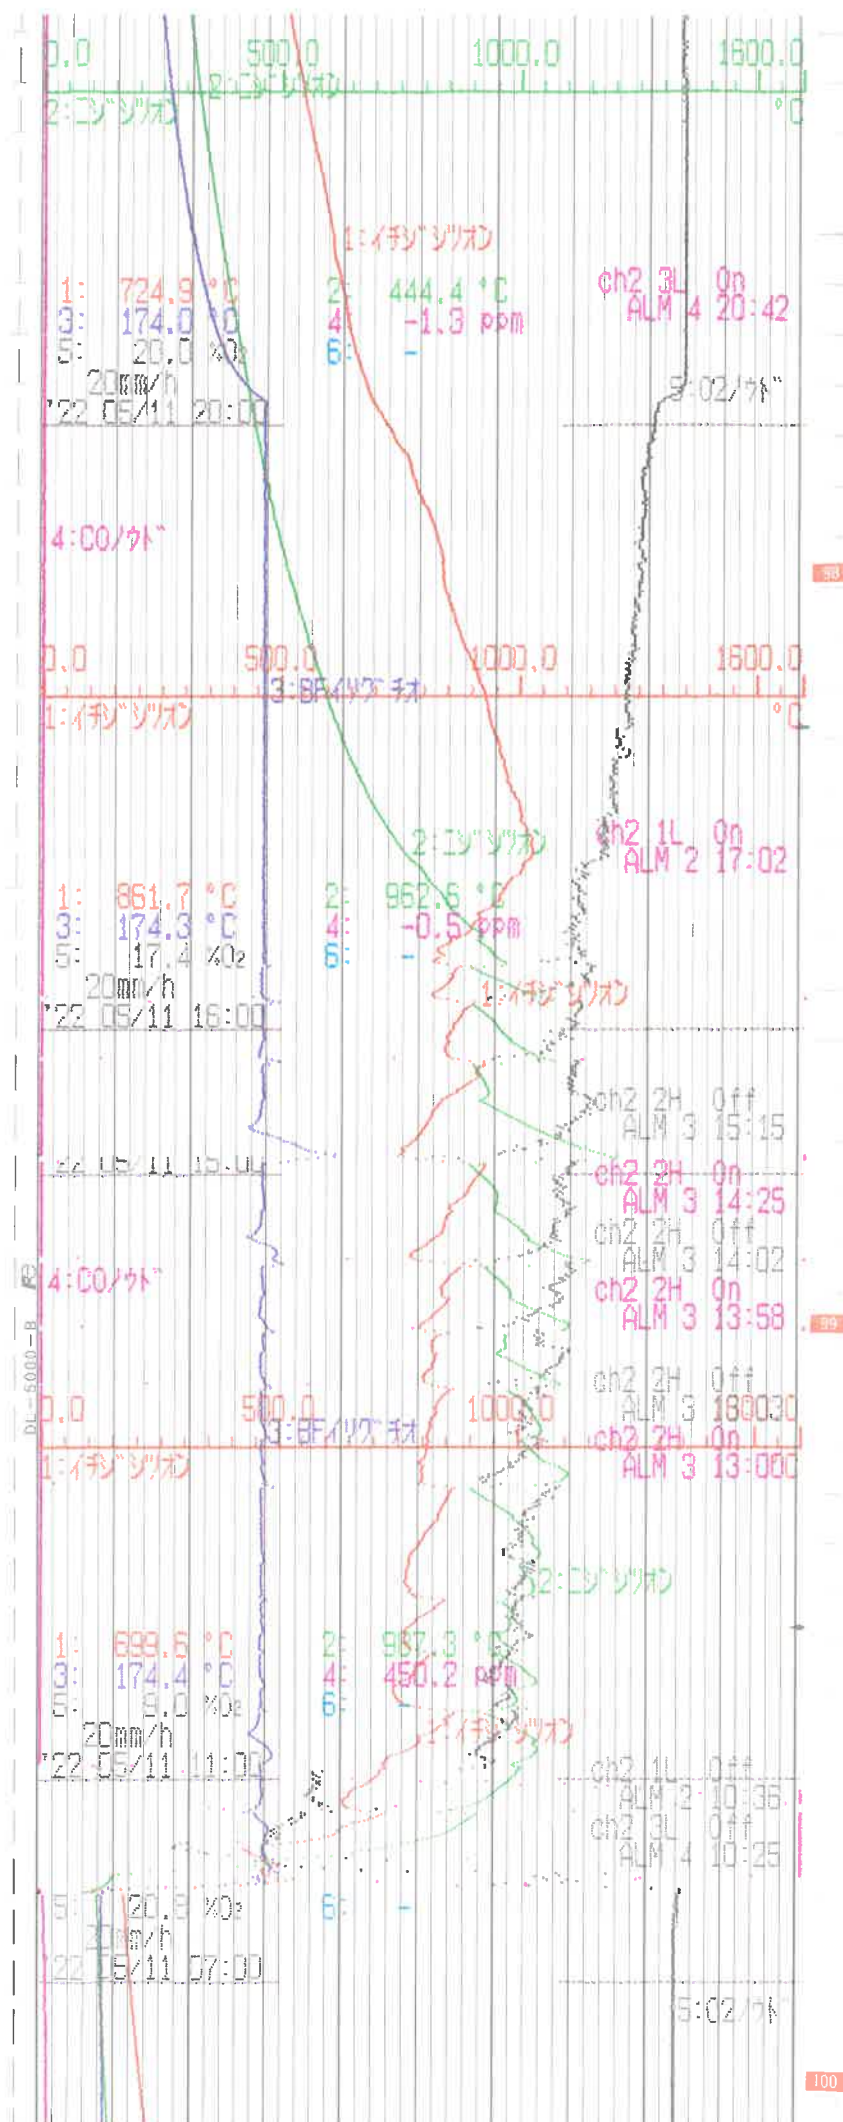 0.0 500.0 1000.0 1600.0
2:ニジシツオン
2:ニジシツオン °C
1:イチジシツオン
ch2 3L On
1: 724.9 °C 2: 444.4 °C
ALM 4 20:42
3: 174.0 °C 4: -1.3 ppm
5: 20.0 %O₂ 6: -
20mm/h
5:O2ノウド
'22 05/11 20:00
4:COノウド
98
0.0 500.0 1000.0 1600.0
3:BFイリグチオ
1:イチジシツオン °C
ch2 1L On
2:ニジシツオン
ALM 2 17:02
1: 861.7 °C 2: 962.6 °C
3: 174.3 °C 4: -0.5 ppm
5: 17.4 %O₂ 6: -
20mm/h
1:イチジシツオン
'22 05/11 16:00
ch2 2H Off
ALM 3 15:15
ch2 2H On
ALM 3 14:25
ch2 2H Off
ALM 3 14:02
4:COノウド
ch2 2H On
ALM 3 13:58
DL-5000-B
99
ch2 2H Off
0.0 500.0 1000.0
ALM 3
3:BFイリグチオ
ch2 2H On
1:イチジシツオン
ALM 3 13:00
2:ニジシツオン
1: 699.6 °C 2: 937.3 °C
3: 174.4 °C 4: 450.2 ppm
5: 9.0 %O₂ 6: -
20mm/h
1:イチジシツオン
'22 05/11 11:00
ch2 1L Off
ALM 2 10:36
ch2 3L Off
ALM 4 10:25
5: 20.9 %O₂ 6: -
20mm/h
'22 05/11 07:00
5:O2ノウド
100